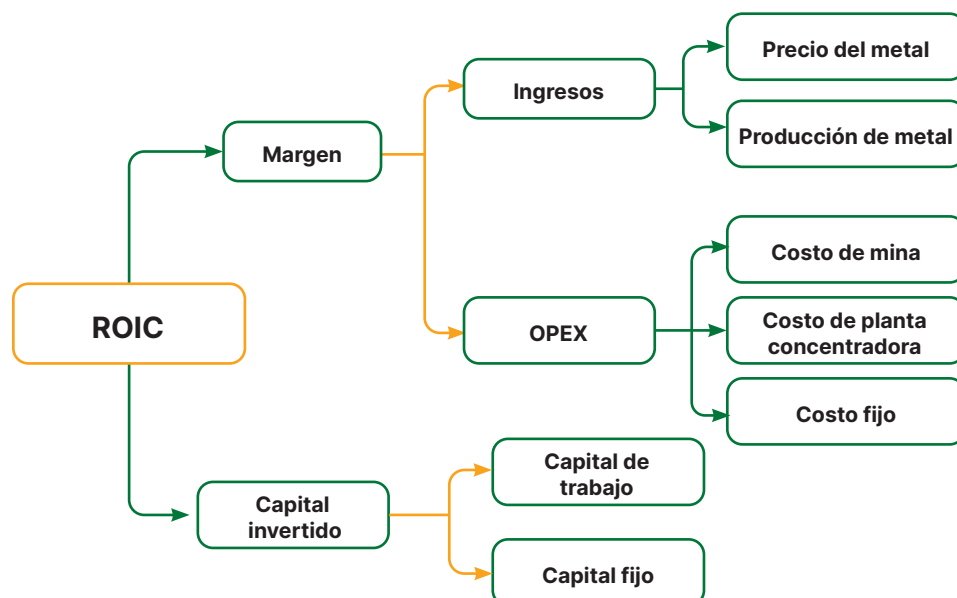 Precio del metal
Ingresos
Producción de metal
Margen
Costo de mina
ROIC
OPEX
Costo de planta
concentradora
Costo fijo
Capital de
trabajo
Capital
invertido
Capital fijo